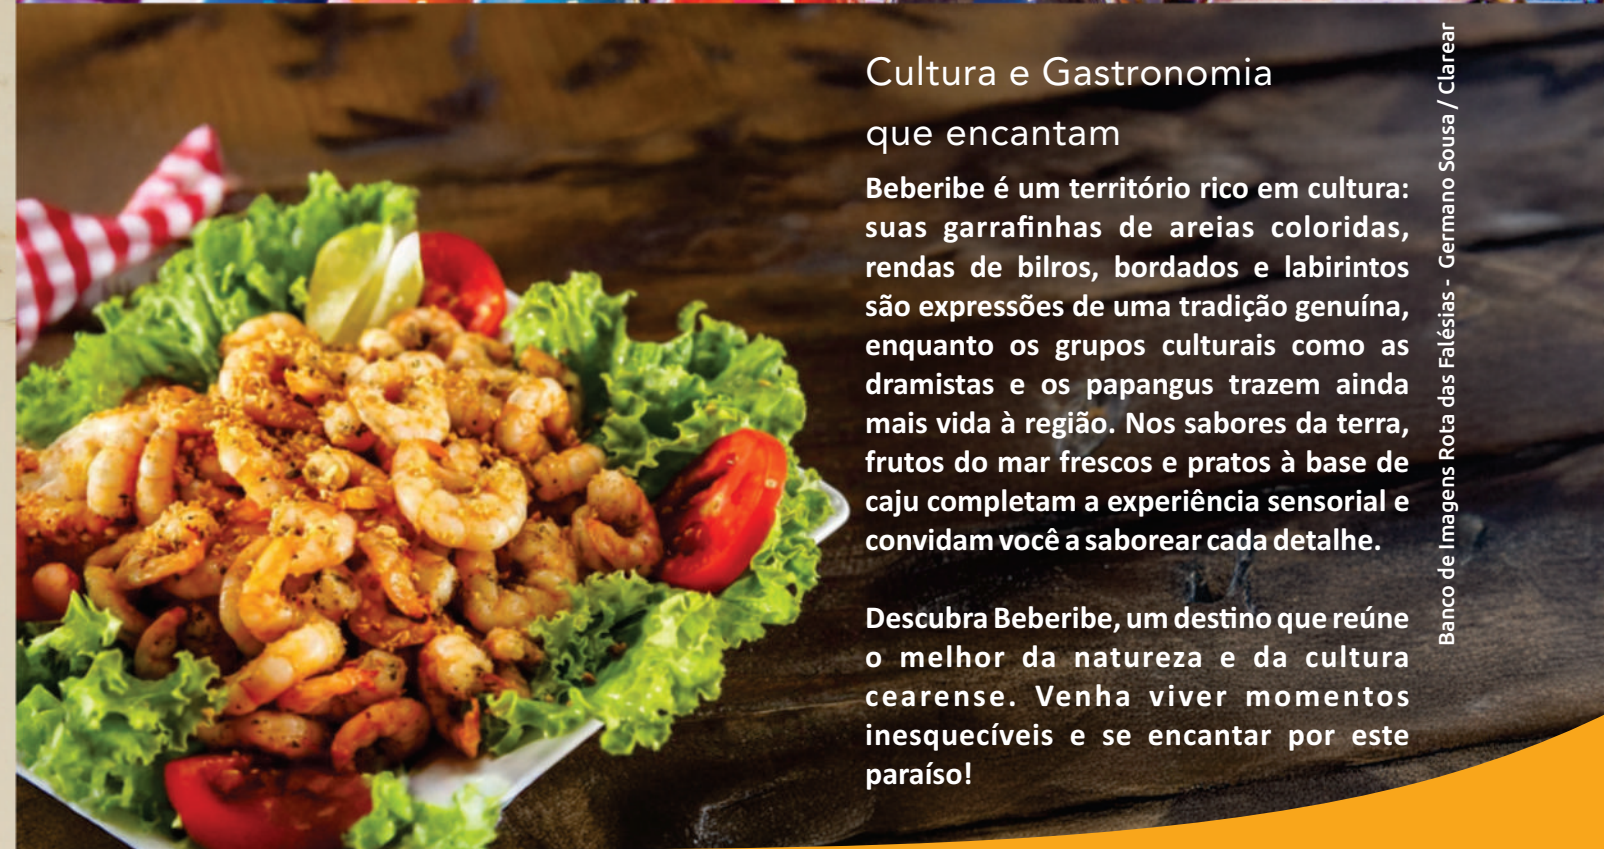 Cultura e Gastronomia
que encantam
Beberibe é um território rico em cultura:
suas garrafinhas de areias coloridas,
rendas de bilros, bordados e labirintos
são expressões de uma tradição genuína,
enquanto os grupos culturais como as
dramistas e os papangus trazem ainda
mais vida à região. Nos sabores da terra,
frutos do mar frescos e pratos à base de
caju completam a experiência sensorial e
convidam você a saborear cada detalhe.
Descubra Beberibe, um destino que reúne
o melhor da natureza e da cultura
cearense. Venha viver momentos
inesquecíveis e se encantar por este
paraíso!
Banco de Imagens Rota das Falésias - Germano Sousa / Clarear